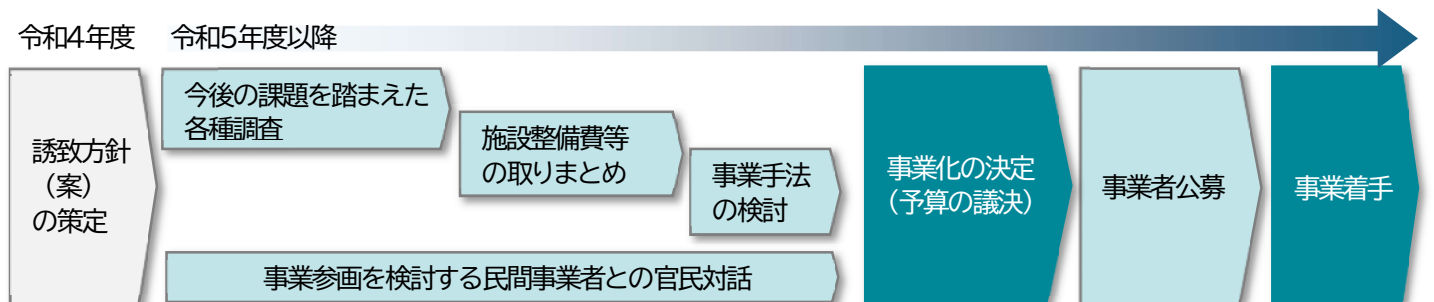 令和4年度
令和5年度以降
誘致方針
（案）
の策定
今後の課題を踏まえた
各種調査
施設整備費等
の取りまとめ
事業手法
の検討
事業参画を検討する民間事業者との官民対話
事業化の決定
（予算の議決）
事業者公募
事業着手